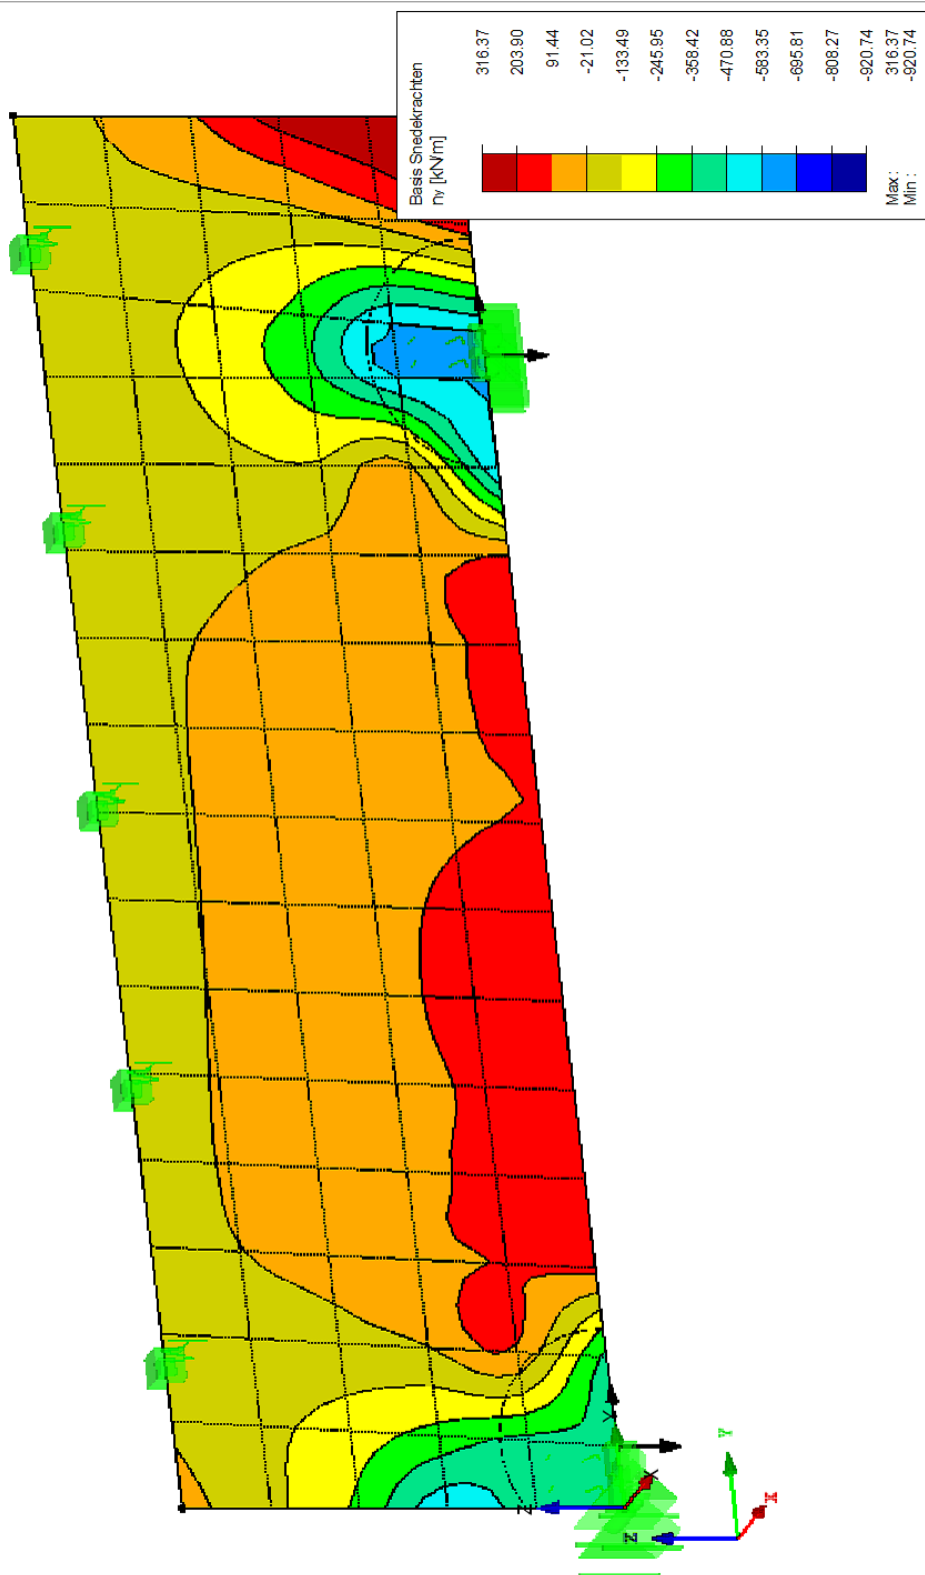 Basis Snedekrachten
ny [kN/m]
316.37
203.90
91.44
-21.02
-133.49
-245.95
-358.42
-470.88
-583.35
-695.81
-808.27
-920.74
Max : 316.37
Min : -920.74
Z
Y
X
Z
Y
X